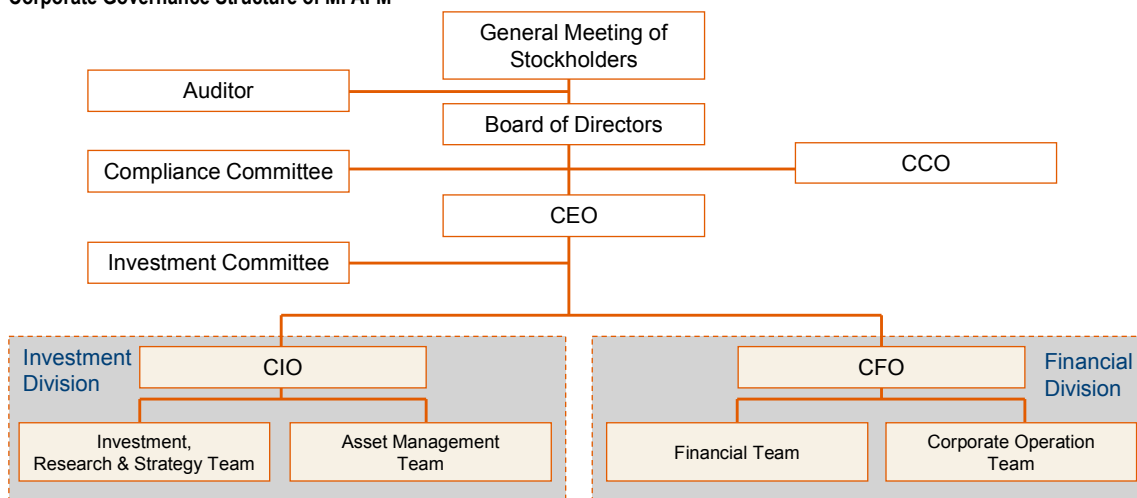 General Meeting of
Stockholders
Auditor
Board of Directors
Compliance Committee
CCO
CEO
Investment Committee
Investment
Division
CIO
CFO
Financial
Division
Investment,
Research & Strategy Team
Asset Management
Team
Financial Team
Corporate Operation
Team